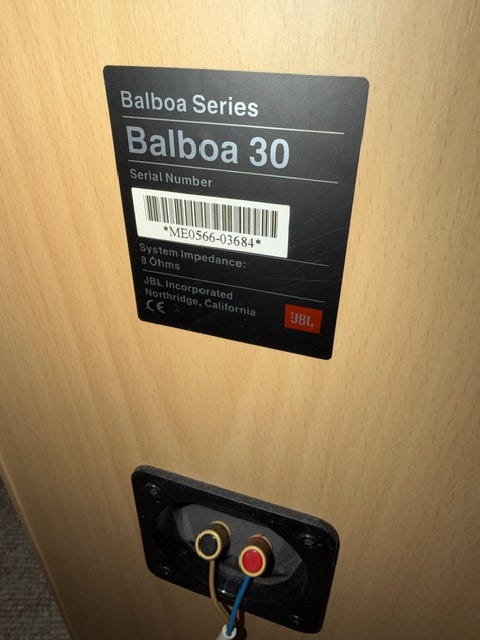 Balboa Series
Balboa 30
Serial Number
*ME0566-03684*
System Impedance:
8 Ohms
JBL Incorporated
Northridge, California
CE
JBL